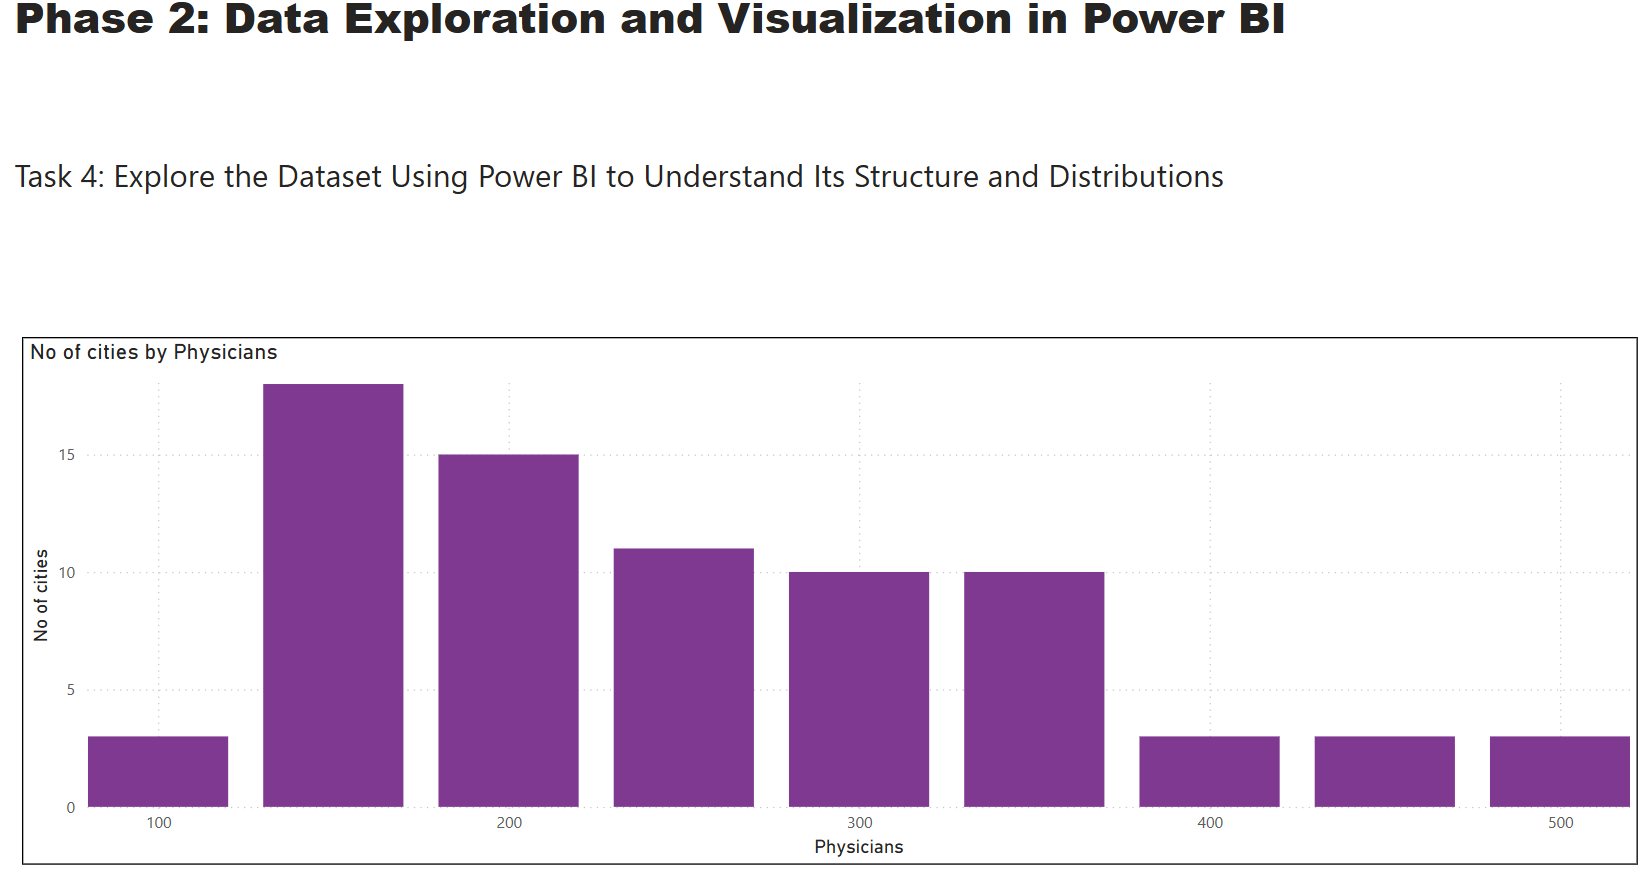 Phase 2: Data Exploration and Visualization in Power BI
Task 4: Explore the Dataset Using Power BI to Understand Its Structure and Distributions
No of cities by Physicians
15
10
5
0
No of cities
100 200 300 400 500
Physicians